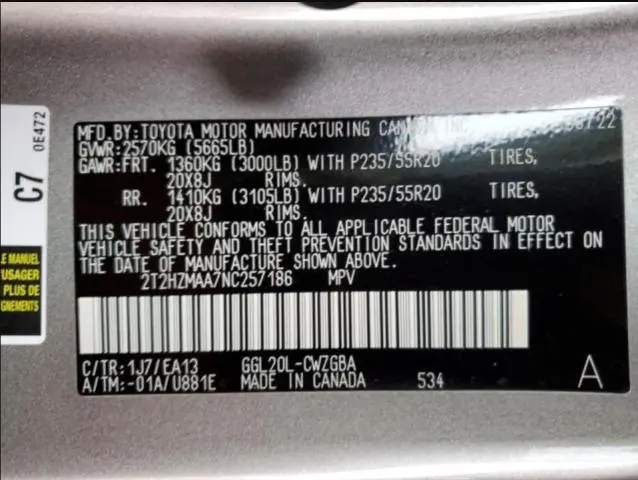 MFD.BY:TOYOTA MOTOR MANUFACTURING CANADA INC.
GVWR:2570KG (5665LB)
GAWR:FRT. 1360KG (3000LB) WITH P235/55R20 TIRES,
20X8J RIMS.
RR. 1410KG (3105LB) WITH P235/55R20 TIRES,
20X8J RIMS.
THIS VEHICLE CONFORMS TO ALL APPLICABLE FEDERAL MOTOR
VEHICLE SAFETY AND THEFT PREVENTION STANDARDS IN EFFECT ON
THE DATE OF MANUFACTURE SHOWN ABOVE.
2T2HZMAA7NC257186 MPV
C/TR:1J7/EA13 GGL20L-CWZGBA
A/TM:-01A/U881E MADE IN CANADA 534
A
C7
0E472
LE MANUEL
USAGER
PLUS DE
GNEMENTS